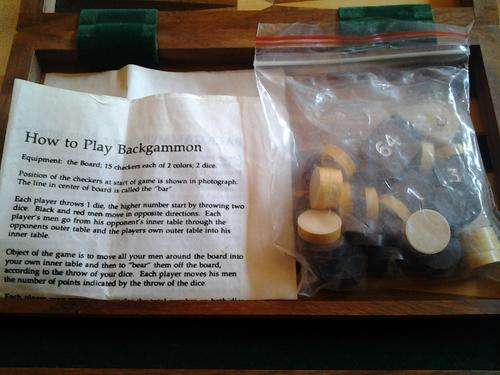 How to Play Backgammon
Equipment: the Board; 15 checkers each of 2 colors; 2 dice.
Position of the checkers at start of game is shown in photograph.
The line in center of board is called the "bar"
Each player throws 1 die, the higher number start by throwing two
dice. Black and red men move in opposite directions. Each
player's men go from his opponent's inner table through the
opponents outer table and the players own outer table into his
inner table.
Object of the game is to move all your men around the board into
your own inner table and then to "bear" them off the board,
according to the throw of your dice. Each player moves his men
the number of points indicated by the throw of the dice
64